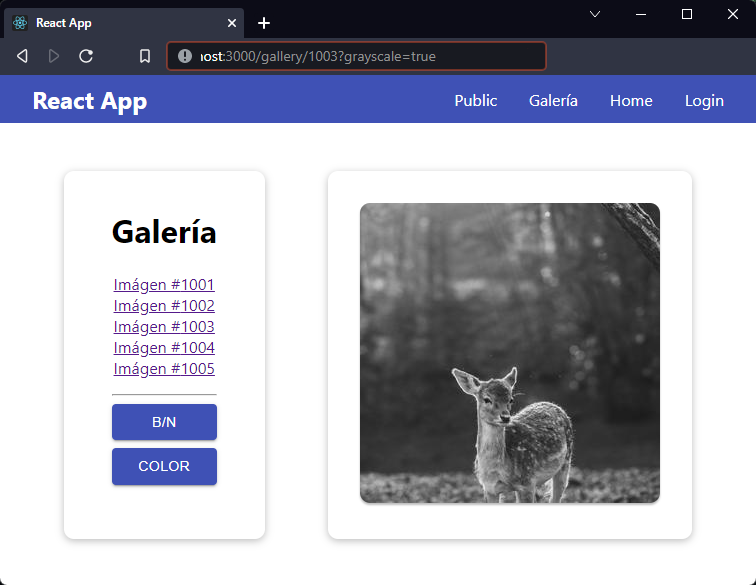 React App
ost:3000/gallery/1003?grayscale=true
React App
Public Galería Home Login
Galería
Imágen #1001
Imágen #1002
Imágen #1003
Imágen #1004
Imágen #1005
B/N
COLOR